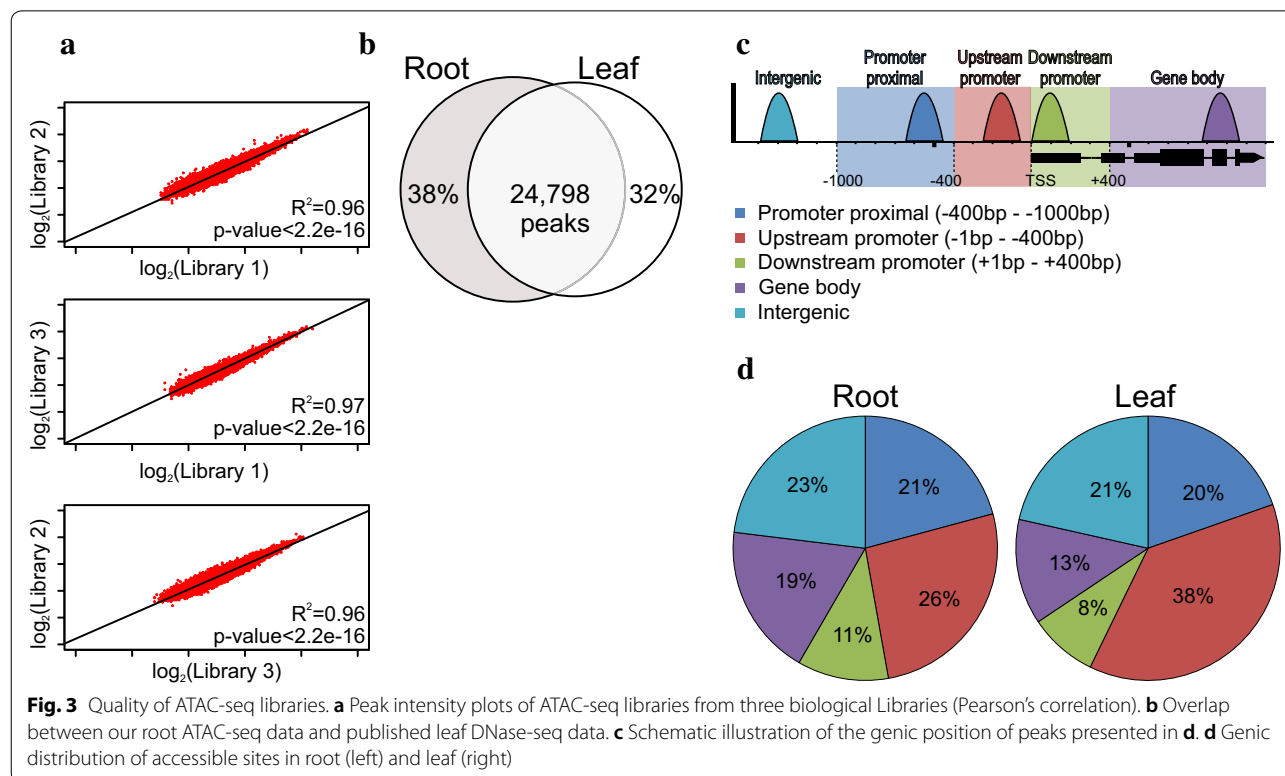 a
log₂(Library 2)
R²=0.96
p-value<2.2e-16
log₂(Library 1)
log₂(Library 3)
R²=0.97
p-value<2.2e-16
log₂(Library 1)
log₂(Library 2)
R²=0.96
p-value<2.2e-16
log₂(Library 3)
b
Root
Leaf
38%
24,798
peaks
32%
c
Intergenic
Promoter
proximal
Upstream
promoter
Downstream
promoter
Gene body
-1000
-400
TSS
+400
Promoter proximal (-400bp - -1000bp)
Upstream promoter (-1bp - -400bp)
Downstream promoter (+1bp - +400bp)
Gene body
Intergenic
d
Root
23%
21%
19%
26%
11%
Leaf
21%
20%
13%
38%
8%
Fig. 3 Quality of ATAC-seq libraries. a Peak intensity plots of ATAC-seq libraries from three biological Libraries (Pearson's correlation). b Overlap
between our root ATAC-seq data and published leaf DNase-seq data. c Schematic illustration of the genic position of peaks presented in d. d Genic
distribution of accessible sites in root (left) and leaf (right)